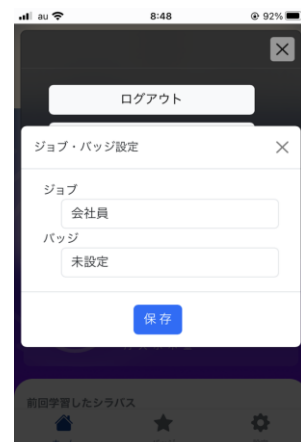 au 8:48 92%
ログアウト
ジョブ・バッジ設定
ジョブ
会社員
バッジ
未設定
保存
前回学習したシラバス